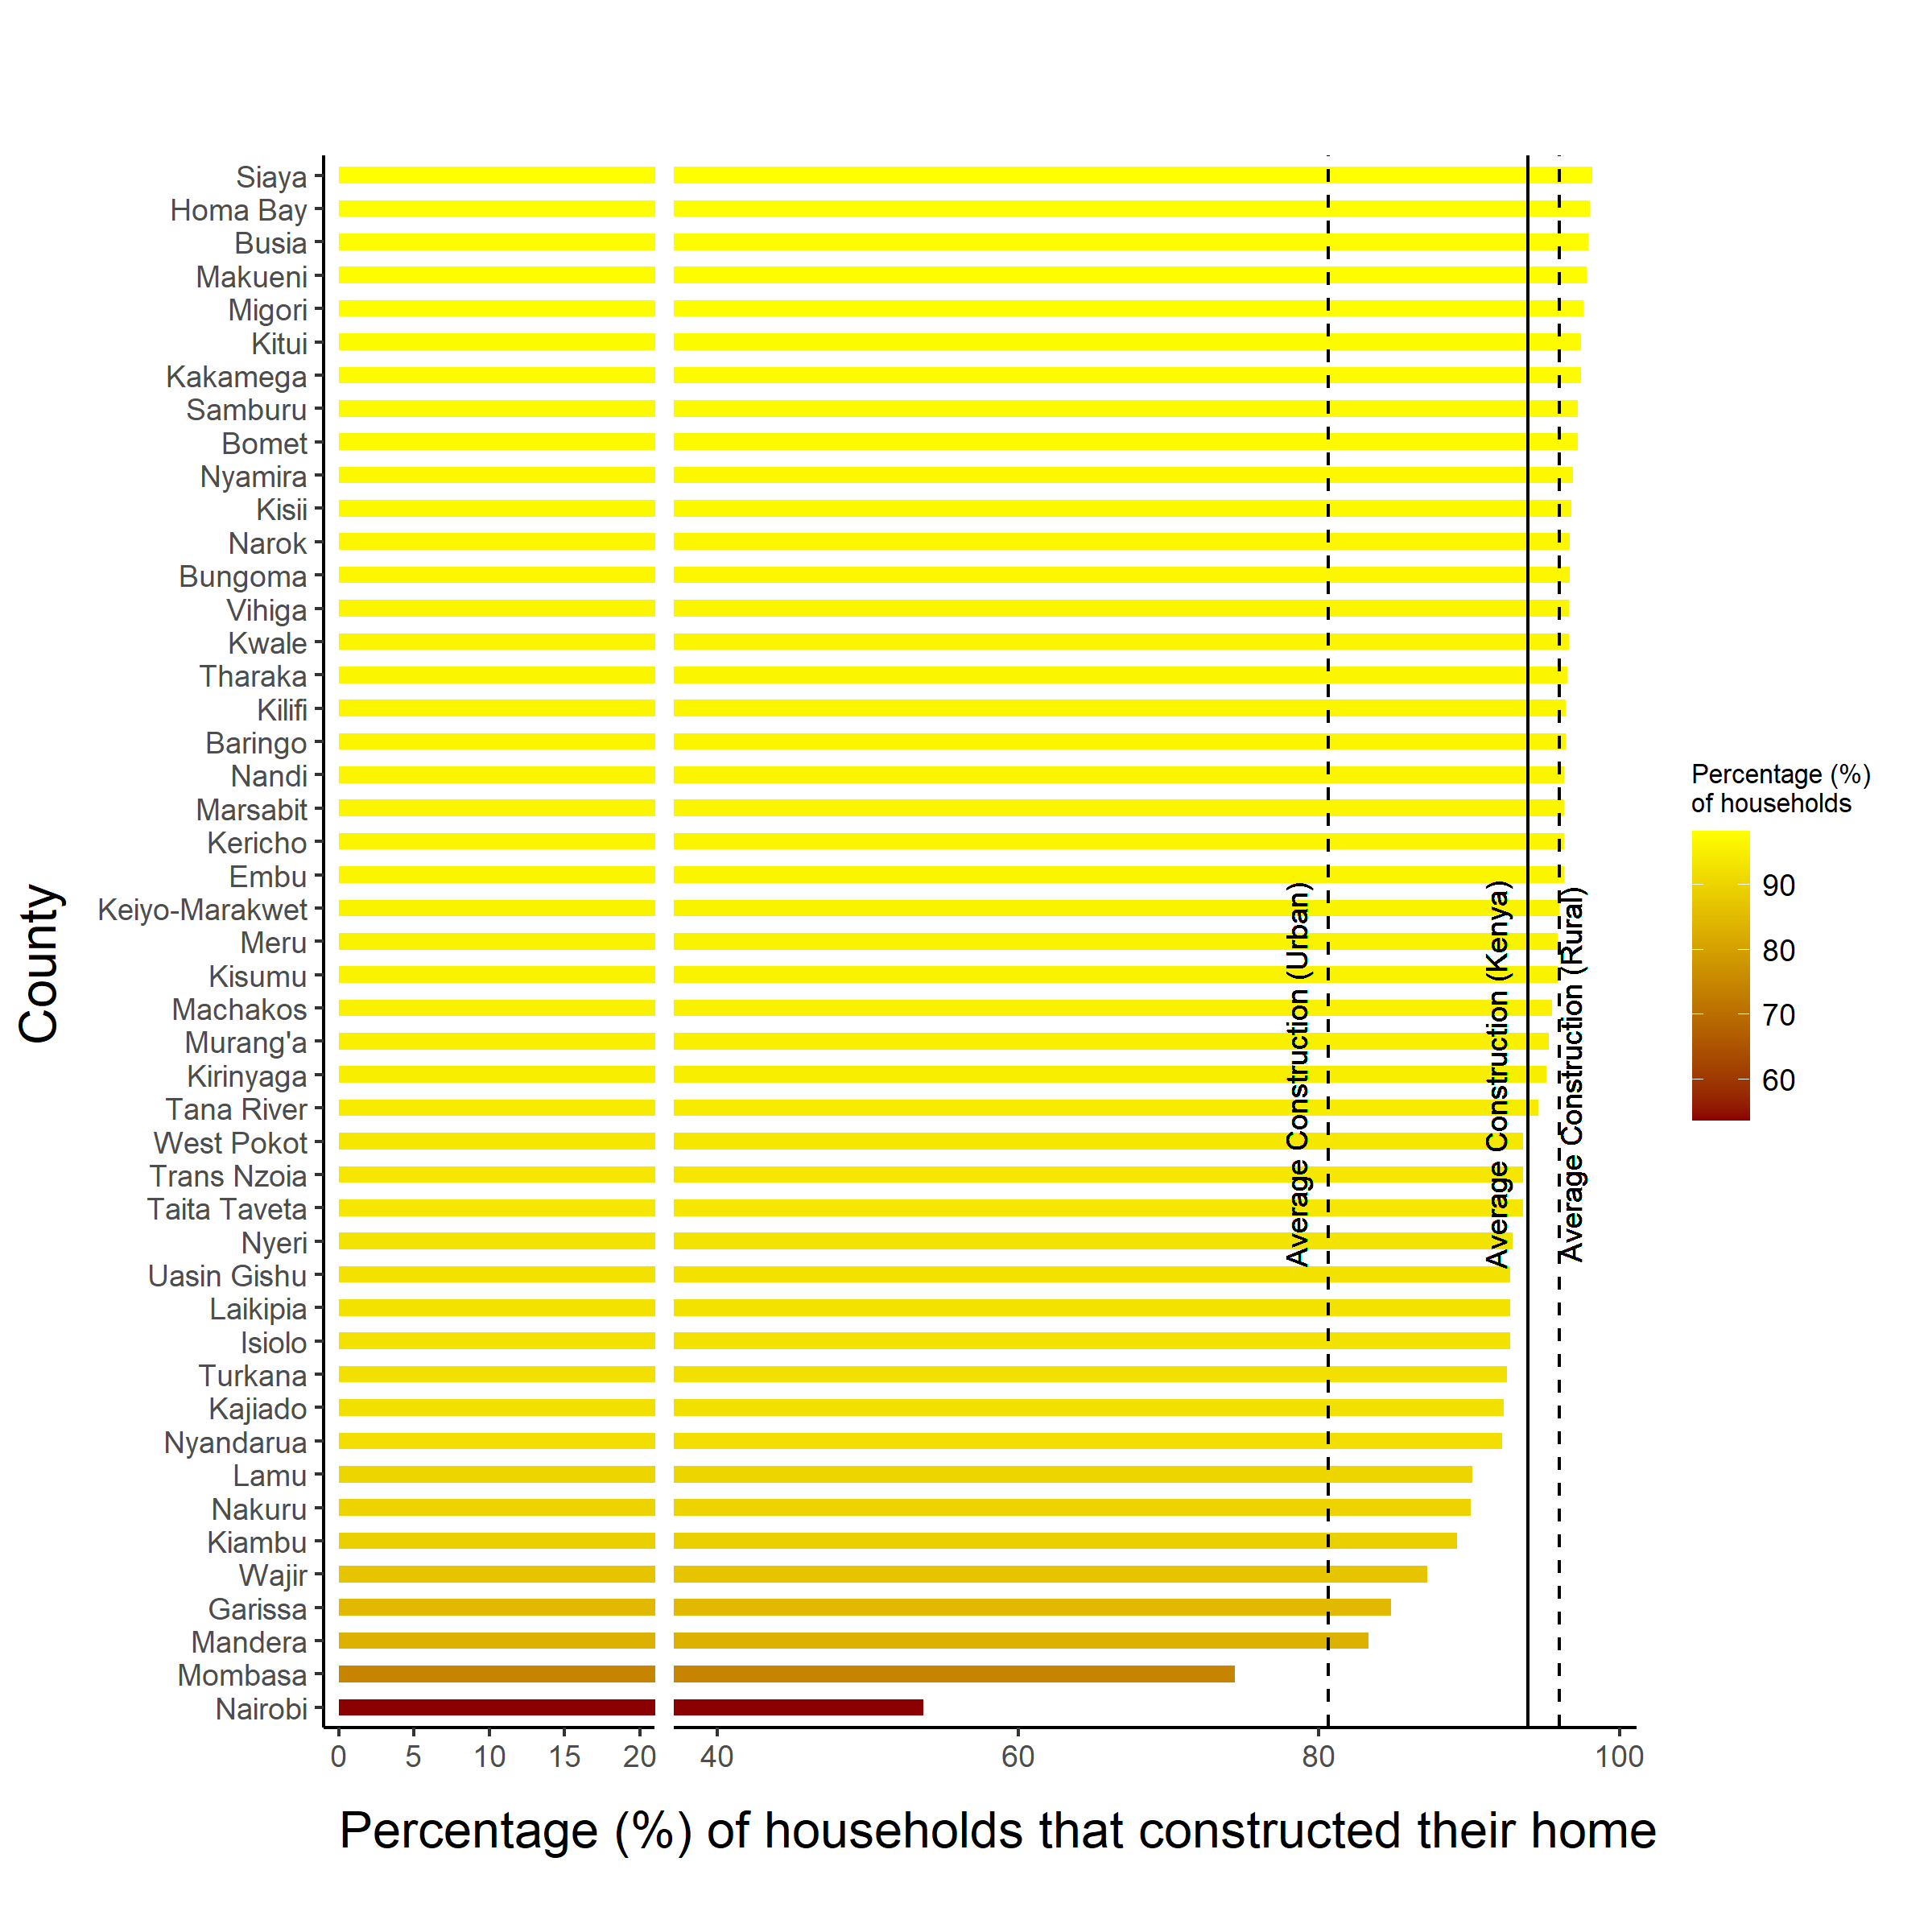 Siaya
Homa Bay
Busia
Makueni
Migori
Kitui
Kakamega
Samburu
Bomet
Nyamira
Kisii
Narok
Bungoma
Vihiga
Kwale
Tharaka
Kilifi
Baringo
Nandi
Marsabit
Kericho
Embu
Keiyo-Marakwet
Meru
Kisumu
Machakos
Murang'a
Kirinyaga
Tana River
West Pokot
Trans Nzoia
Taita Taveta
Nyeri
Uasin Gishu
Laikipia
Isiolo
Turkana
Kajiado
Nyandarua
Lamu
Nakuru
Kiambu
Wajir
Garissa
Mandera
Mombasa
Nairobi
County
Average Construction (Urban)
Average Construction (Kenya)
Average Construction (Rural)
0 5 10 15 20 40 60 80 100
Percentage (%) of households that constructed their home
Percentage (%)
of households
90
80
70
60